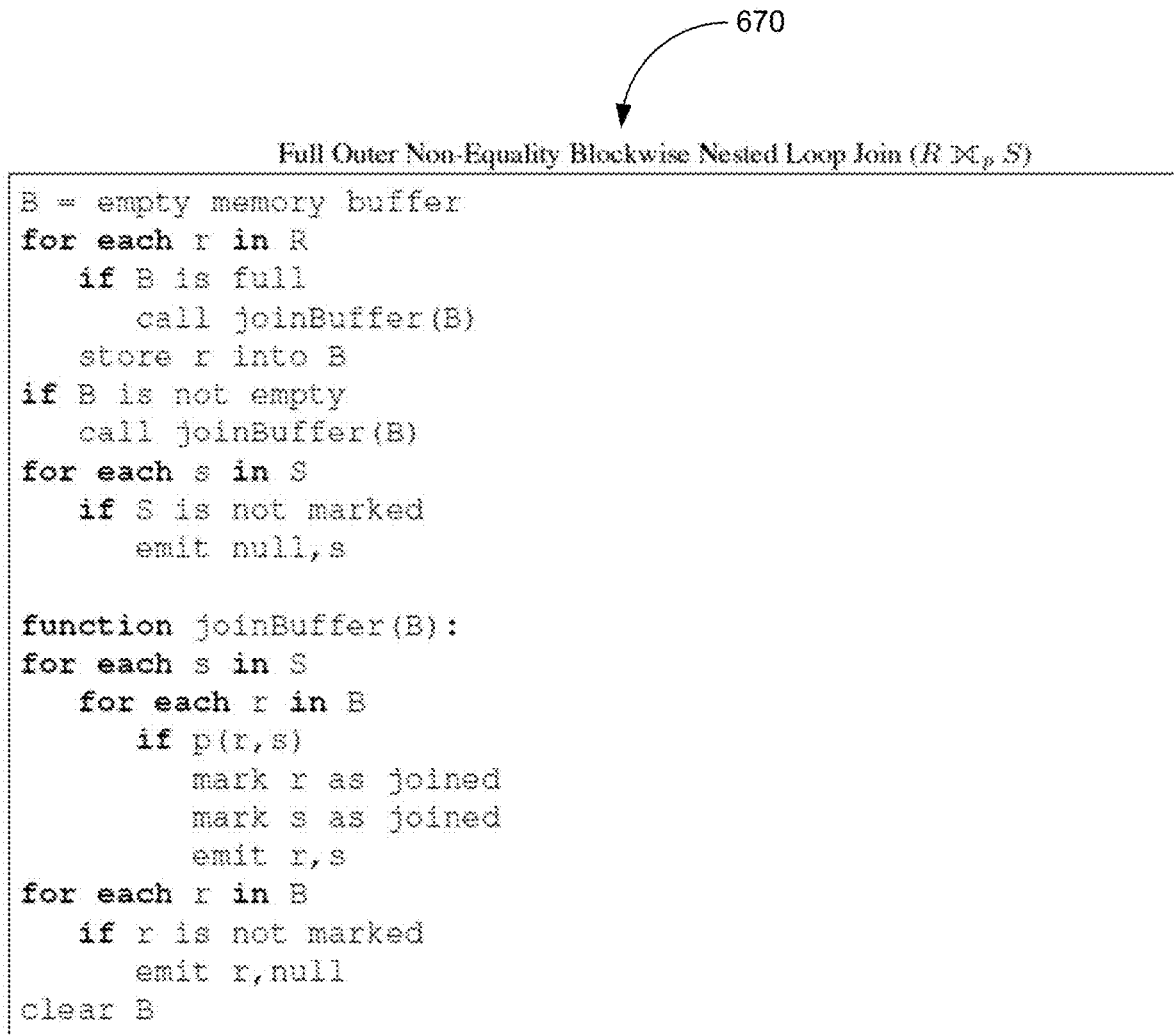 670
Full Outer Non-Equality Blockwise Nested Loop Join (R ⟗ₚ S)
B = empty memory buffer
for each r in R
if B is full
call joinBuffer(B)
store r into B
if B is not empty
call joinBuffer(B)
for each s in S
if S is not marked
emit null,s
function joinBuffer(B):
for each s in S
for each r in B
if p(r,s)
mark r as joined
mark s as joined
emit r,s
for each r in B
if r is not marked
emit r,null
clear B